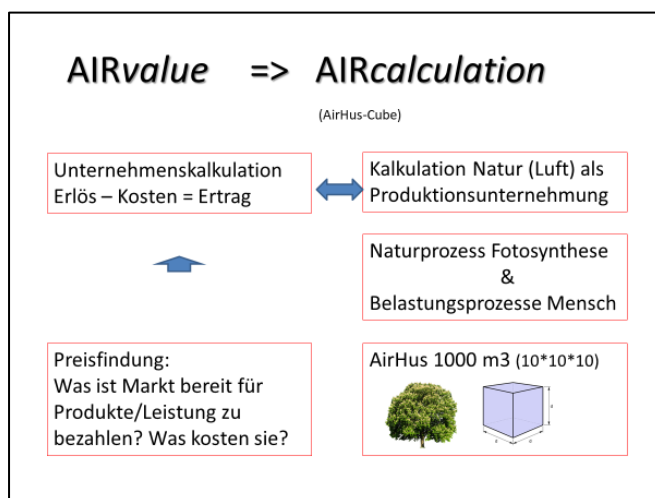 AIRvalue => AIRcalculation
(AirHus-Cube)
Unternehmenskalkulation
Erlös – Kosten = Ertrag
Kalkulation Natur (Luft) als
Produktionsunternehmung
Naturprozess Fotosynthese
&
Belastungsprozesse Mensch
Preisfindung:
Was ist Markt bereit für
Produkte/Leistung zu
bezahlen? Was kosten sie?
AirHus 1000 m3 (10*10*10)